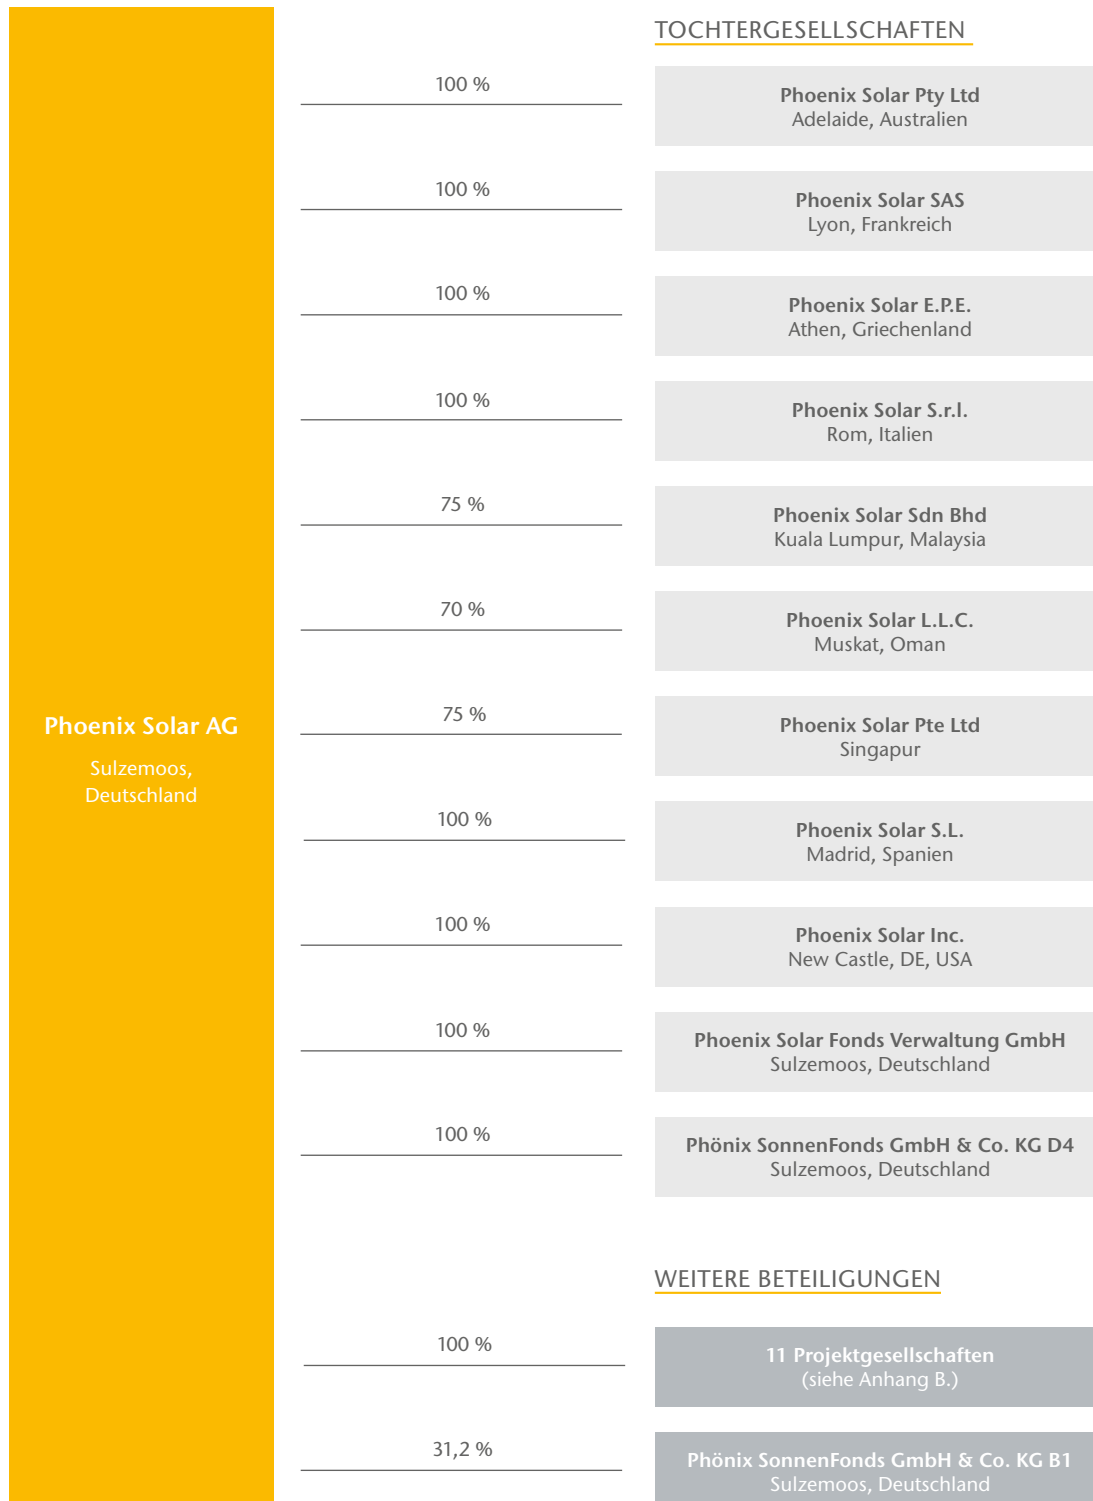 TOCHTERGESELLSCHAFTEN
100 %
Phoenix Solar Pty Ltd
Adelaide, Australien
100 %
Phoenix Solar SAS
Lyon, Frankreich
100 %
Phoenix Solar E.P.E.
Athen, Griechenland
100 %
Phoenix Solar S.r.l.
Rom, Italien
75 %
Phoenix Solar Sdn Bhd
Kuala Lumpur, Malaysia
70 %
Phoenix Solar L.L.C.
Muskat, Oman
Phoenix Solar AG
Sulzemoos,
Deutschland
75 %
Phoenix Solar Pte Ltd
Singapur
100 %
Phoenix Solar S.L.
Madrid, Spanien
100 %
Phoenix Solar Inc.
New Castle, DE, USA
100 %
Phoenix Solar Fonds Verwaltung GmbH
Sulzemoos, Deutschland
100 %
Phönix SonnenFonds GmbH & Co. KG D4
Sulzemoos, Deutschland
WEITERE BETEILIGUNGEN
100 %
11 Projektgesellschaften
(siehe Anhang B.)
31,2 %
Phönix SonnenFonds GmbH & Co. KG B1
Sulzemoos, Deutschland